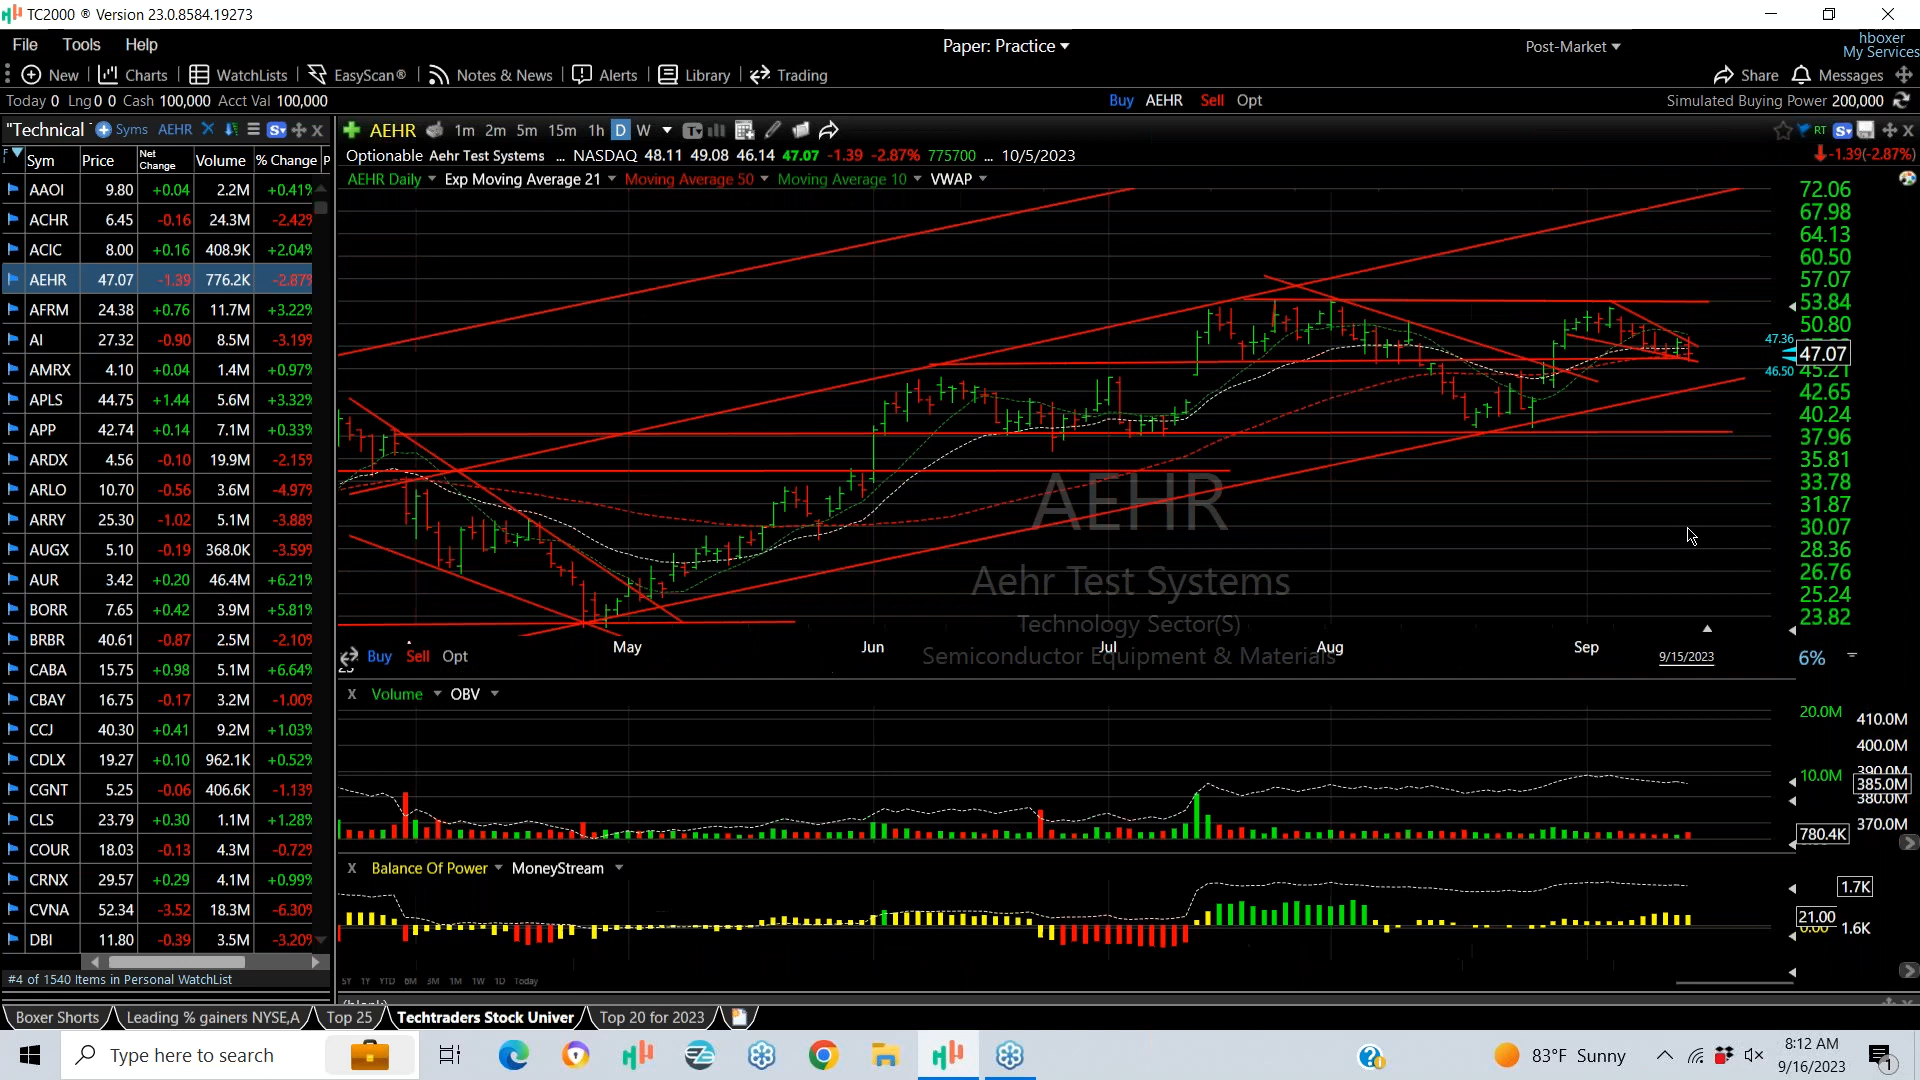 TC2000 ® Version 23.0.8584.19273
File Tools Help Paper: Practice Post-Market hboxer
My Services
New Charts WatchLists EasyScan® Notes & News Alerts Library Trading Share Messages
Today 0 Lng 0 0 Cash 100,000 Acct Val 100,000 Buy AEHR Sell Opt Simulated Buying Power 200,000
"Technical Syms AEHR
AEHR 1m 2m 5m 15m 1h D W RT
Sym Price Net Change Volume % Change P
Optionable Aehr Test Systems ... NASDAQ 48.11 49.08 46.14 47.07 -1.39 -2.87% 775700 ... 10/5/2023 -1.39(-2.87%)
AEHR Daily Exp Moving Average 21 Moving Average 50 Moving Average 10 VWAP
AAOI 9.80 +0.04 2.2M +0.41%
ACHR 6.45 -0.16 24.3M -2.42%
ACIC 8.00 +0.16 408.9K +2.04%
AEHR 47.07 -1.39 776.2K -2.87%
AFRM 24.38 +0.76 11.7M +3.22%
AI 27.32 -0.90 8.5M -3.19%
AMRX 4.10 +0.04 1.4M +0.97%
APLS 44.75 +1.44 5.6M +3.32%
APP 42.74 +0.14 7.1M +0.33%
ARDX 4.56 -0.10 19.9M -2.15%
ARLO 10.70 -0.56 3.6M -4.97%
ARRY 25.30 -1.02 5.1M -3.88%
AUGX 5.10 -0.19 368.0K -3.59%
AUR 3.42 +0.20 46.4M +6.21%
BORR 7.65 +0.42 3.9M +5.81%
BRBR 40.61 -0.87 2.5M -2.10%
CABA 15.75 +0.98 5.1M +6.64%
CBAY 16.75 -0.17 3.2M -1.00%
CCJ 40.30 +0.41 9.2M +1.03%
CDLX 19.27 +0.10 962.1K +0.52%
CGNT 5.25 -0.06 406.6K -1.13%
CLS 23.79 +0.30 1.1M +1.28%
COUR 18.03 -0.13 4.3M -0.72%
CRNX 29.57 +0.29 4.1M +0.99%
CVNA 52.34 -3.52 18.3M -6.30%
DBI 11.80 -0.39 3.5M -3.20%
#4 of 1540 Items in Personal WatchList
72.06
67.98
64.13
60.50
57.07
53.84
50.80
47.36
47.07
46.50
45.21
42.65
40.24
37.96
35.81
33.78
31.87
30.07
28.36
26.76
25.24
23.82
AEHR
Aehr Test Systems
Technology Sector(S)
Semiconductor Equipment & Materials
May Jun Jul Aug Sep 9/15/2023
Buy Sell Opt
6%
X Volume OBV
20.0M 410.0M
400.0M
10.0M 390.0M
385.0M
380.0M
780.4K 370.0M
X Balance Of Power MoneyStream
1.7K
21.00
0.00 1.6K
5Y 1Y YTD 6M 3M 1M 1W 1D Today
(blank)
Boxer Shorts Leading % gainers NYSE,A Top 25 Techtraders Stock Univer Top 20 for 2023
Type here to search 83°F Sunny 8:12 AM
9/16/2023
1